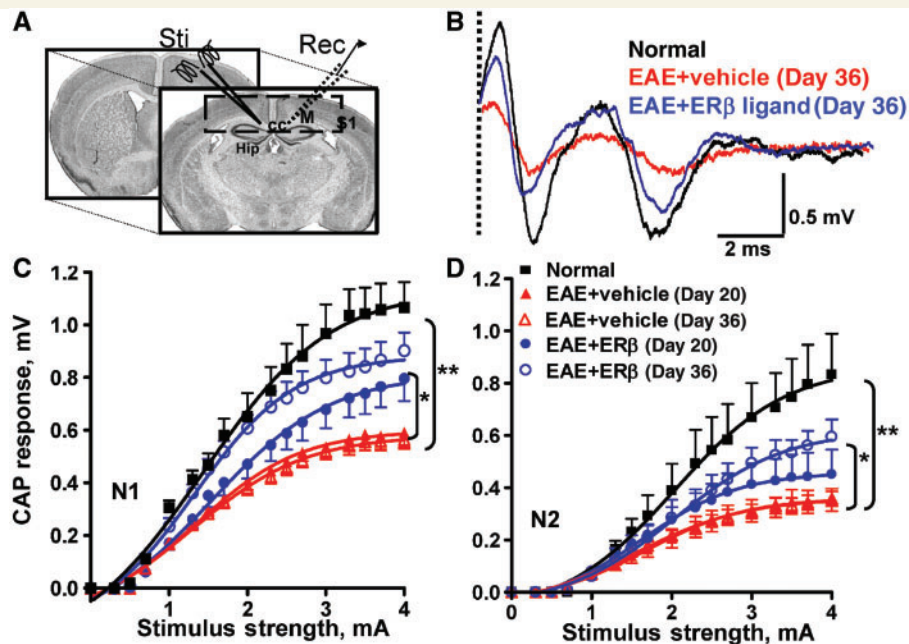 A
Sti
Rec
cc
M
S1
Hip
B
Normal
EAE+vehicle (Day 36)
EAE+ERβ ligand (Day 36)
0.5 mV
2 ms
C
1.2
1.0
0.8
0.6
0.4
0.2
0.0
CAP response, mV
N1
**
*
1
2
3
4
Stimulus strength, mA
D
1.2
1.0
0.8
0.6
0.4
0.2
0.0
Normal
EAE+vehicle (Day 20)
EAE+vehicle (Day 36)
EAE+ERβ (Day 20)
EAE+ERβ (Day 36)
N2
**
*
0
1
2
3
4
Stimulus strength, mA